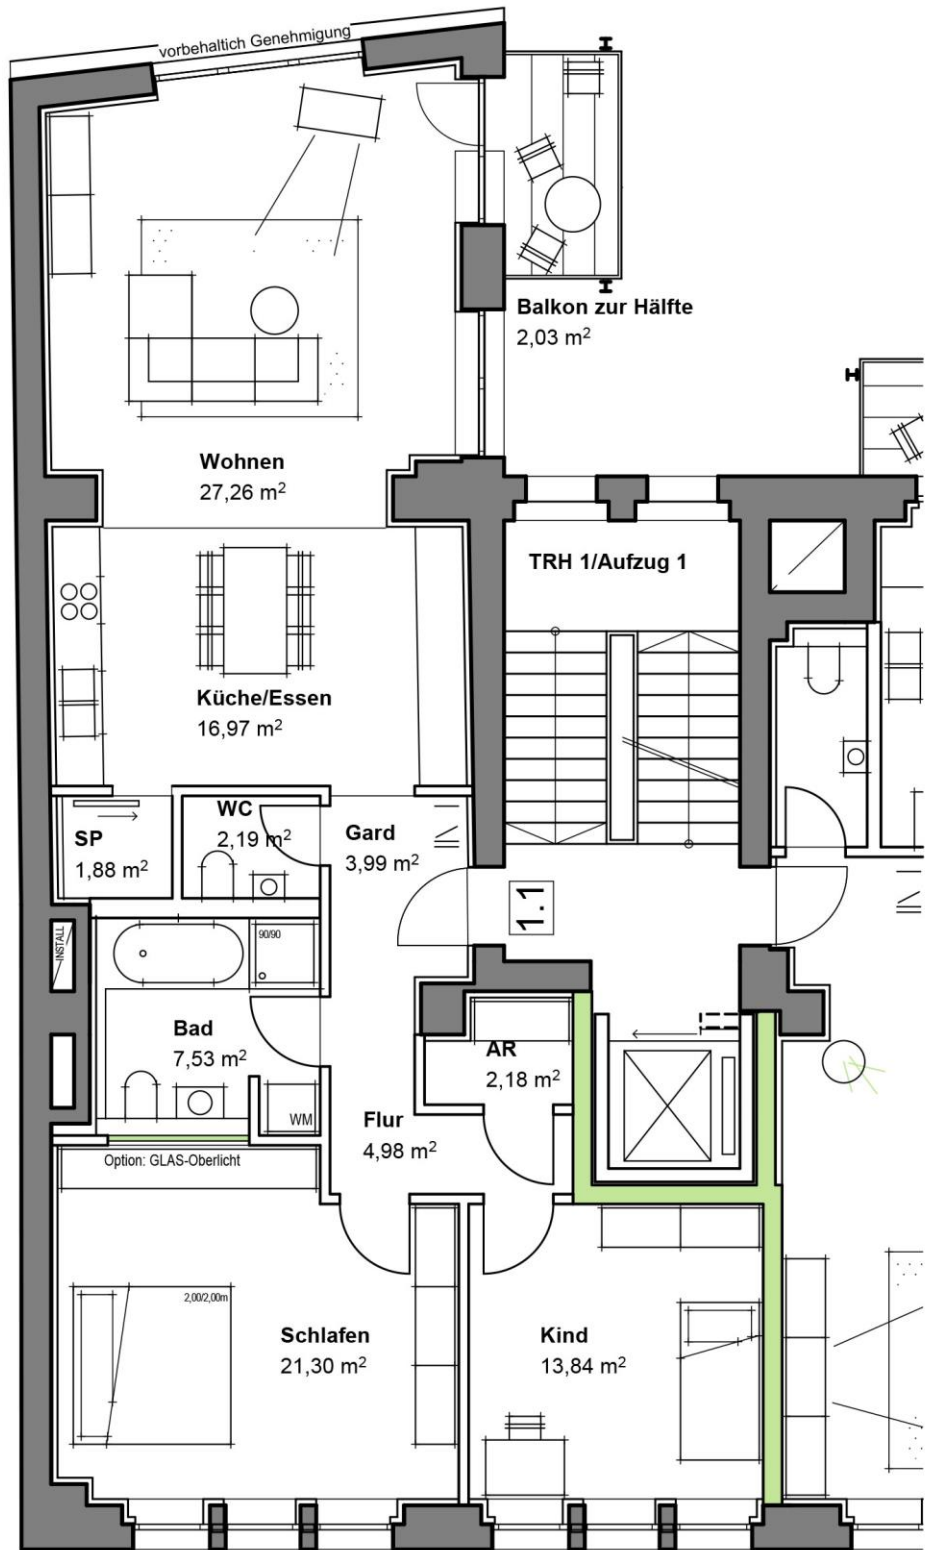 vorbehaltich Genehmigung
Balkon zur Hälfte
2,03 m²
Wohnen
27,26 m²
TRH 1/Aufzug 1
Küche/Essen
16,97 m²
WC
2,19 m²
Gard
3,99 m²
SP
1,88 m²
1.1
INSTALL
90/90
Bad
7,53 m²
AR
2,18 m²
WM
Flur
4,98 m²
Option: GLAS-Oberlicht
2,00/2,00m
Schlafen
21,30 m²
Kind
13,84 m²